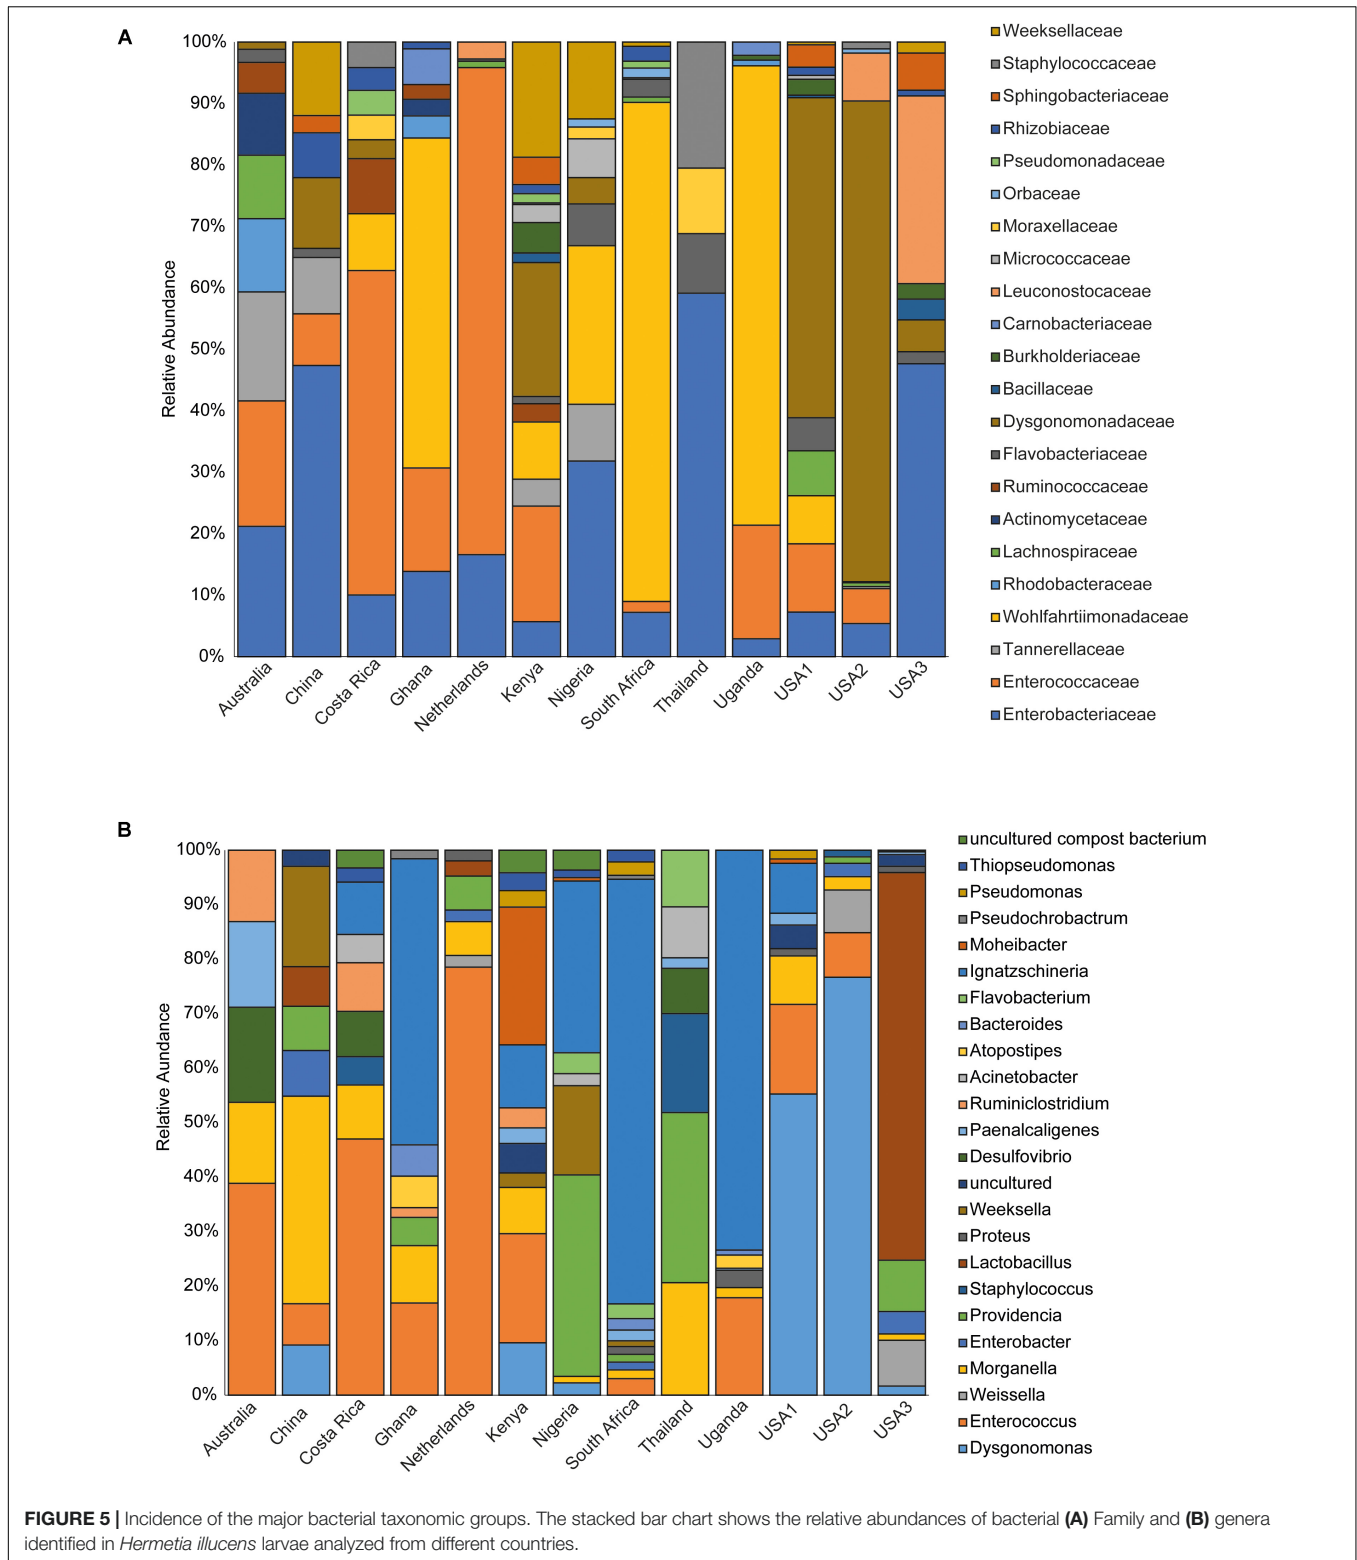 A
100%
90%
80%
70%
60%
50%
40%
30%
20%
10%
0%
Relative Abundance
Australia
China
Costa Rica
Ghana
Netherlands
Kenya
Nigeria
South Africa
Thailand
Uganda
USA1
USA2
USA3
Weeksellaceae
Staphylococcaceae
Sphingobacteriaceae
Rhizobiaceae
Pseudomonadaceae
Orbaceae
Moraxellaceae
Micrococcaceae
Leuconostocaceae
Carnobacteriaceae
Burkholderiaceae
Bacillaceae
Dysgonomonadaceae
Flavobacteriaceae
Ruminococcaceae
Actinomycetaceae
Lachnospiraceae
Rhodobacteraceae
Wohlfahrtiimonadaceae
Tannerellaceae
Enterococcaceae
Enterobacteriaceae
B
100%
90%
80%
70%
60%
50%
40%
30%
20%
10%
0%
Relative Aundance
Australia
China
Costa Rica
Ghana
Netherlands
Kenya
Nigeria
South Africa
Thailand
Uganda
USA1
USA2
USA3
uncultured compost bacterium
Thiopseudomonas
Pseudomonas
Pseudochrobactrum
Moheibacter
Ignatzschineria
Flavobacterium
Bacteroides
Atopostipes
Acinetobacter
Ruminiclostridium
Paenalcaligenes
Desulfovibrio
uncultured
Weeksella
Proteus
Lactobacillus
Staphylococcus
Providencia
Enterobacter
Morganella
Weissella
Enterococcus
Dysgonomonas
FIGURE 5 | Incidence of the major bacterial taxonomic groups. The stacked bar chart shows the relative abundances of bacterial (A) Family and (B) genera
identified in Hermetia illucens larvae analyzed from different countries.